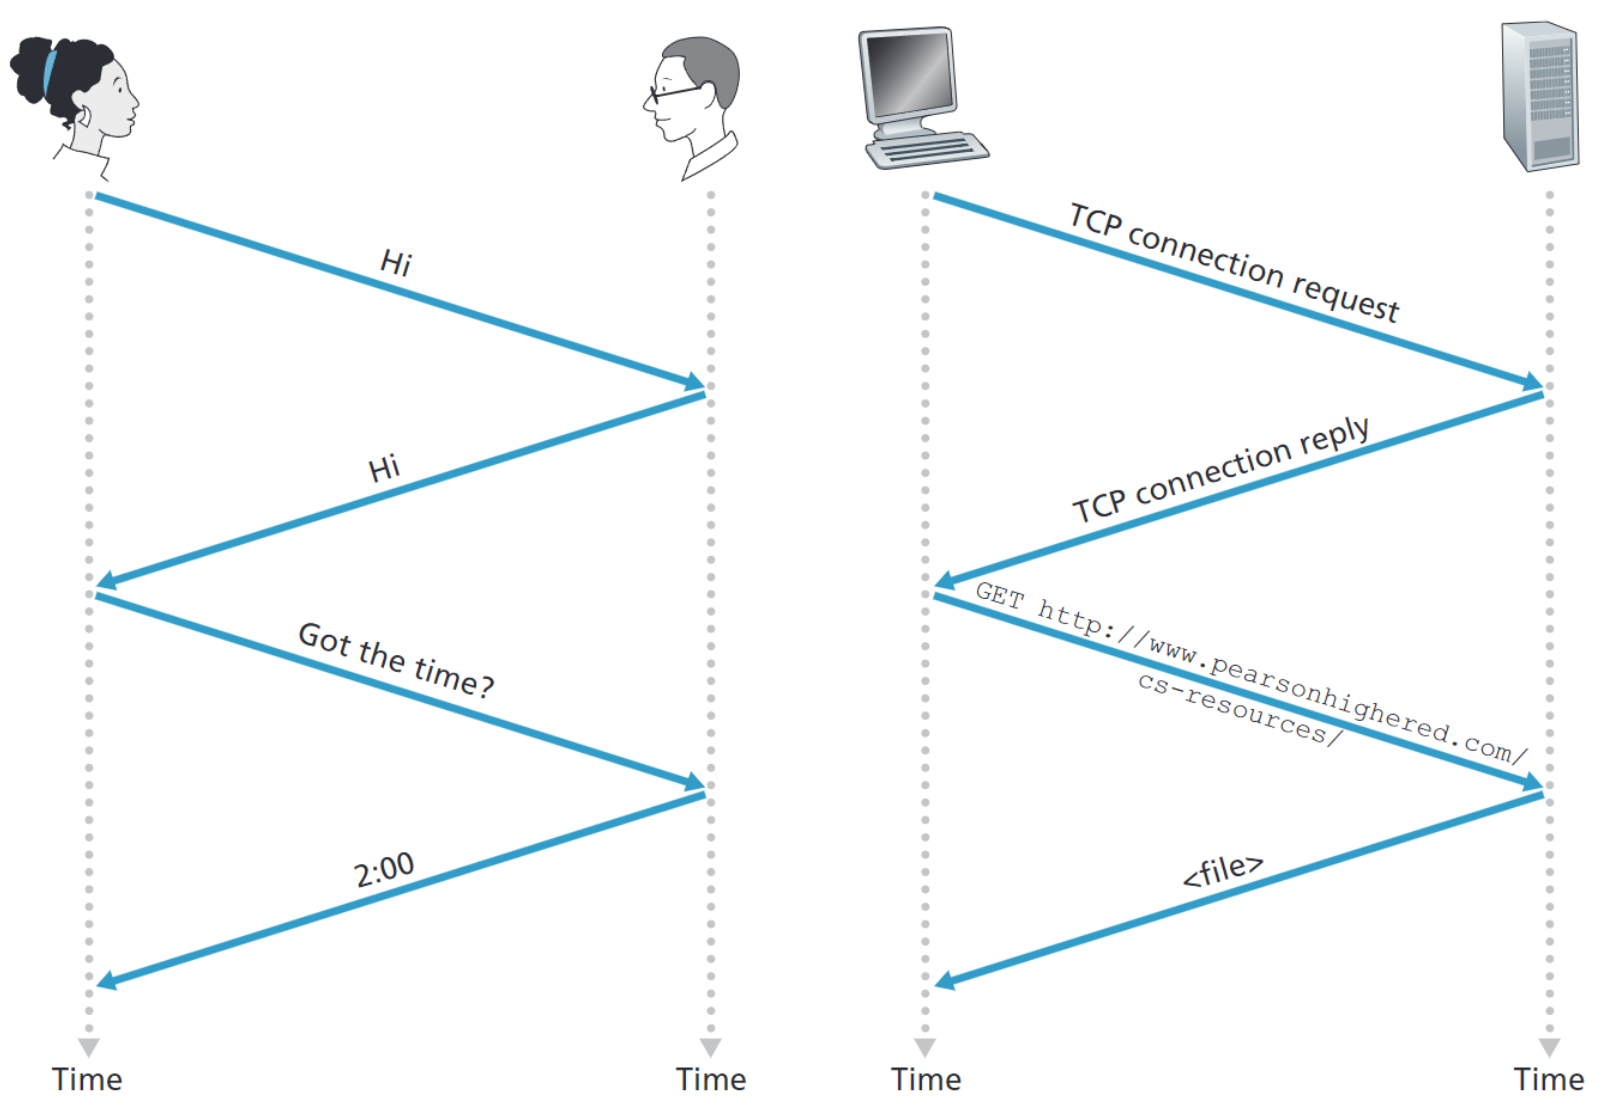 Hi
Hi
Got the time?
2:00
Time
Time
TCP connection request
TCP connection reply
GET http://www.pearsonhighered.com/
cs-resources/
<file>
Time
Time